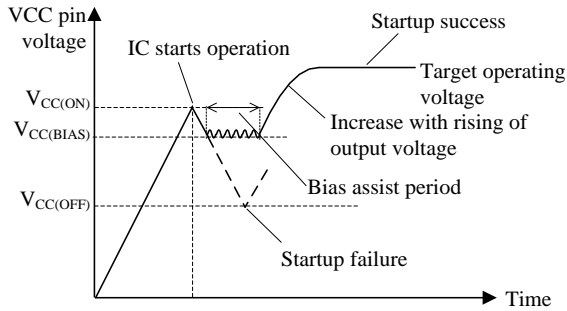 VCC pin
voltage
Startup success
IC starts operation
Target operating
voltage
VCC(ON)
Increase with rising of
output voltage
VCC(BIAS)
Bias assist period
VCC(OFF)
Startup failure
Time